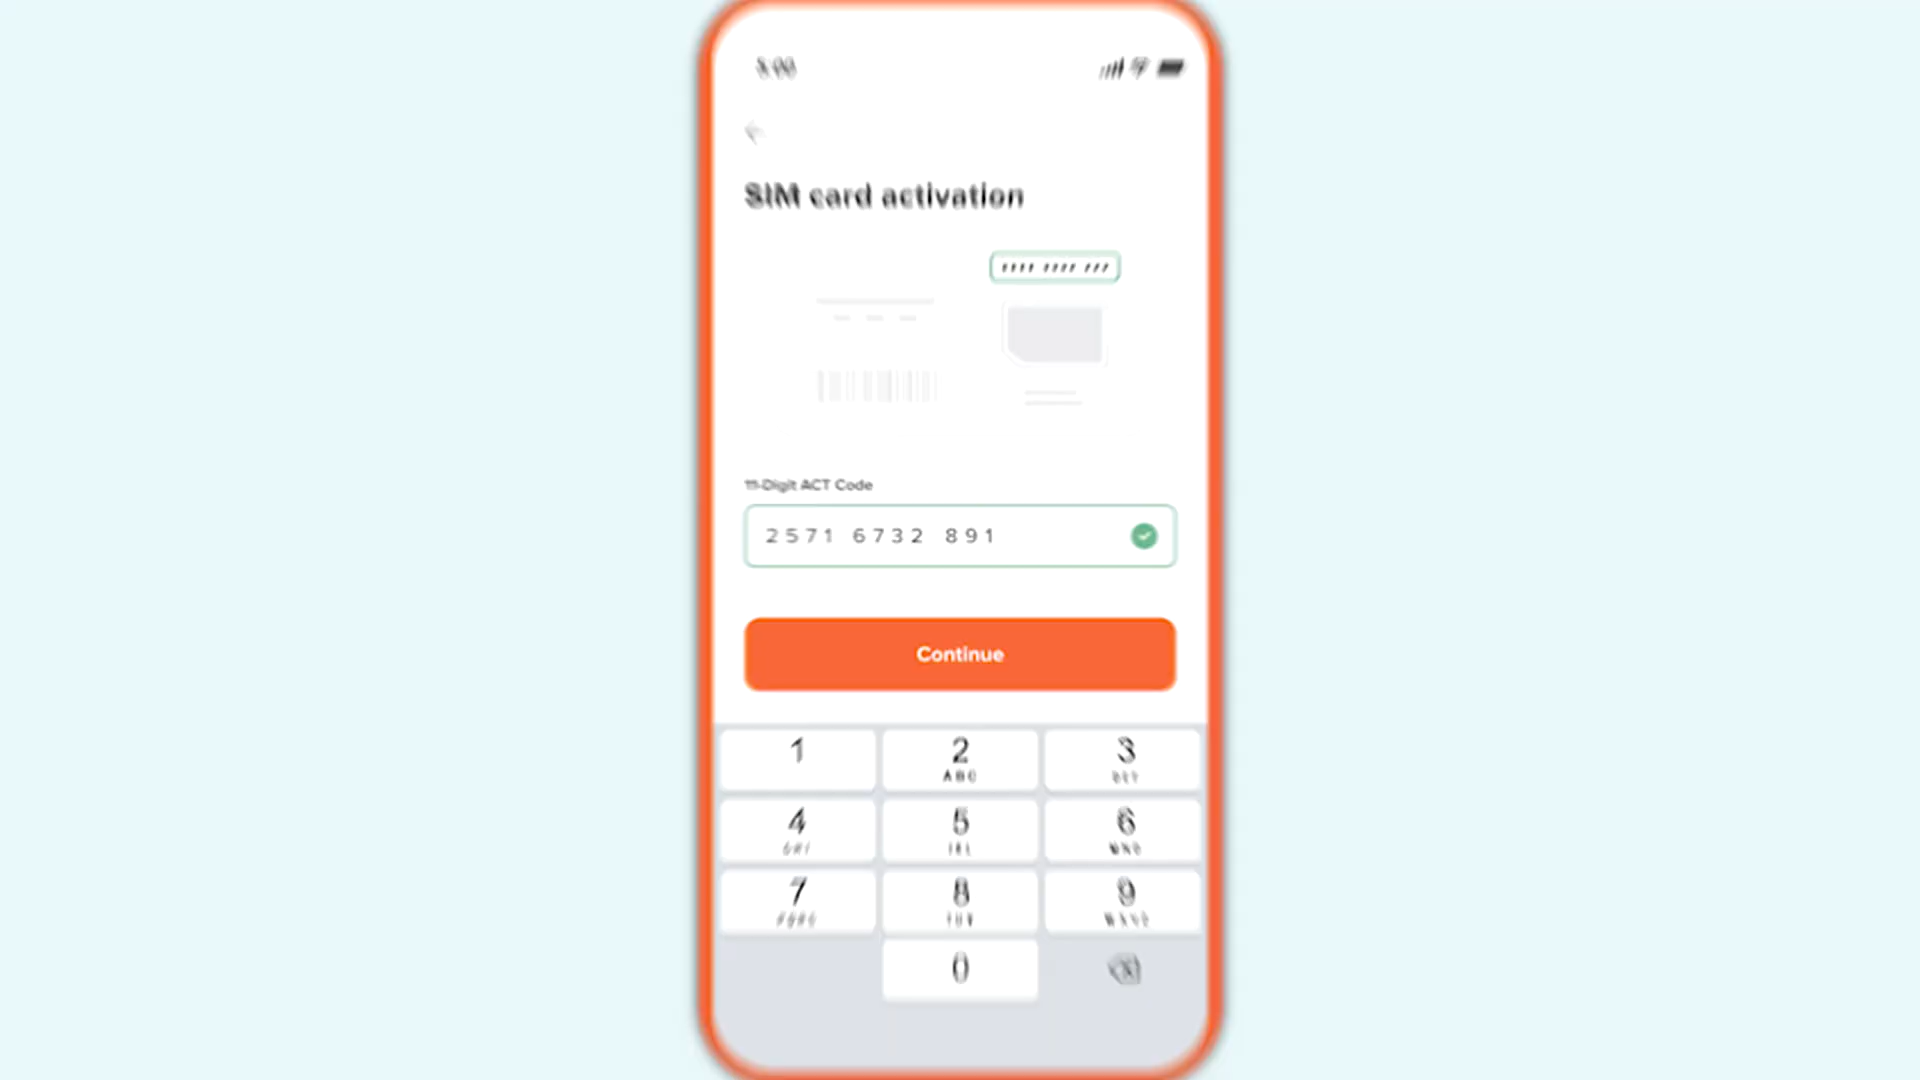 SIM card activation
11-Digit ACT Code
2571 6732 891
Continue
1
2
ABC
3
4
5
6
7
8
9
0